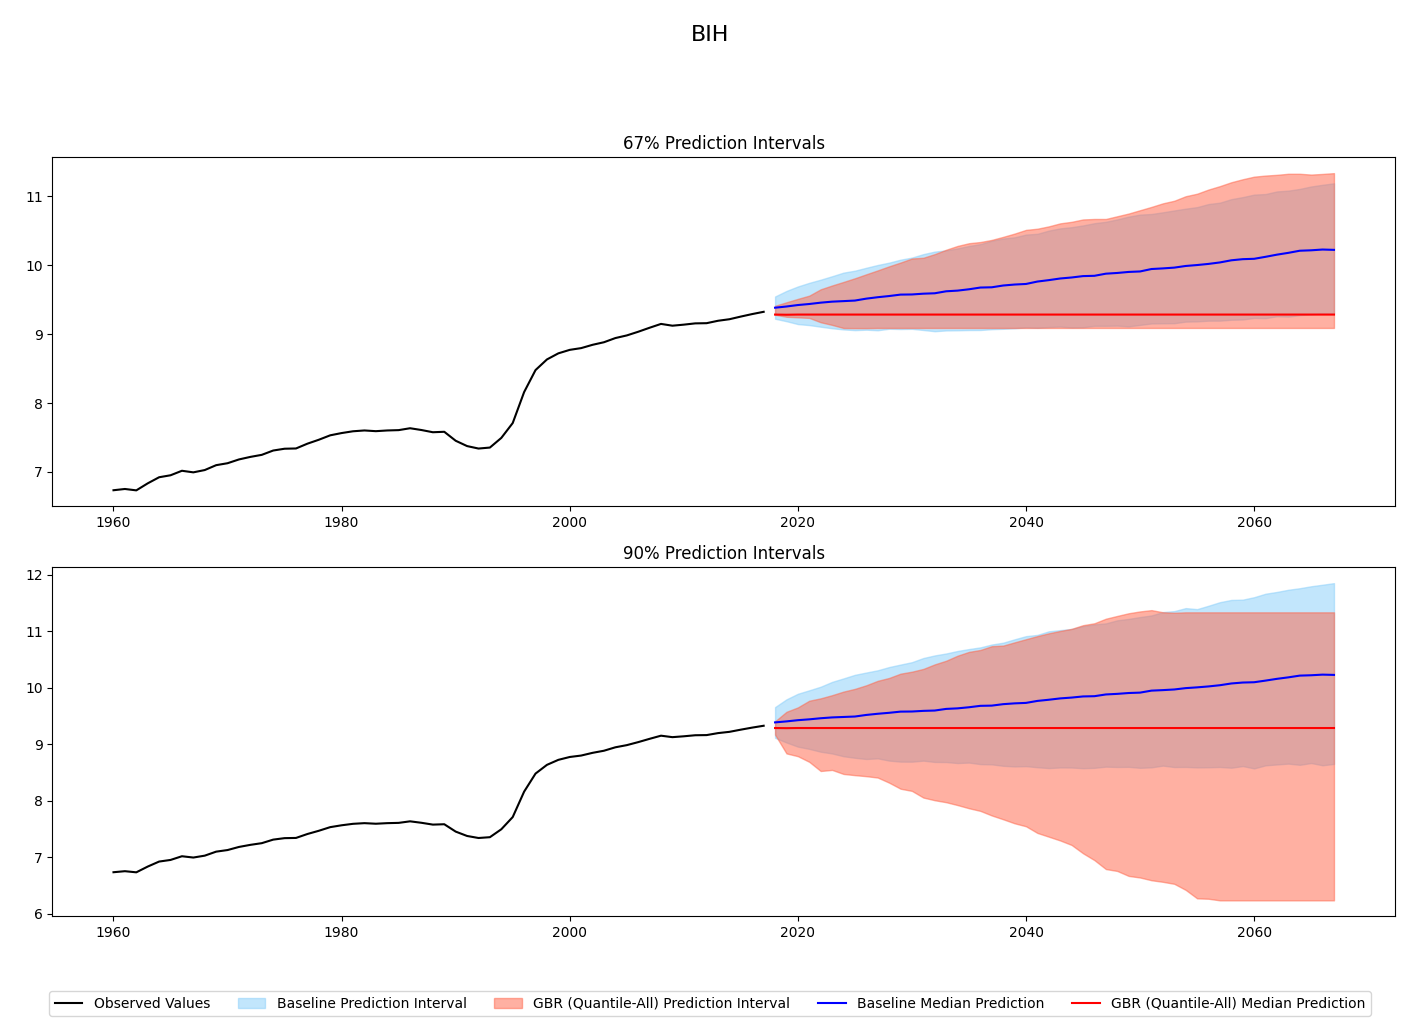 BIH
67% Prediction Intervals
11
10
9
8
7
1960 1980 2000 2020 2040 2060
90% Prediction Intervals
12
11
10
9
8
7
6
1960 1980 2000 2020 2040 2060
Observed Values Baseline Prediction Interval GBR (Quantile-All) Prediction Interval Baseline Median Prediction GBR (Quantile-All) Median Prediction